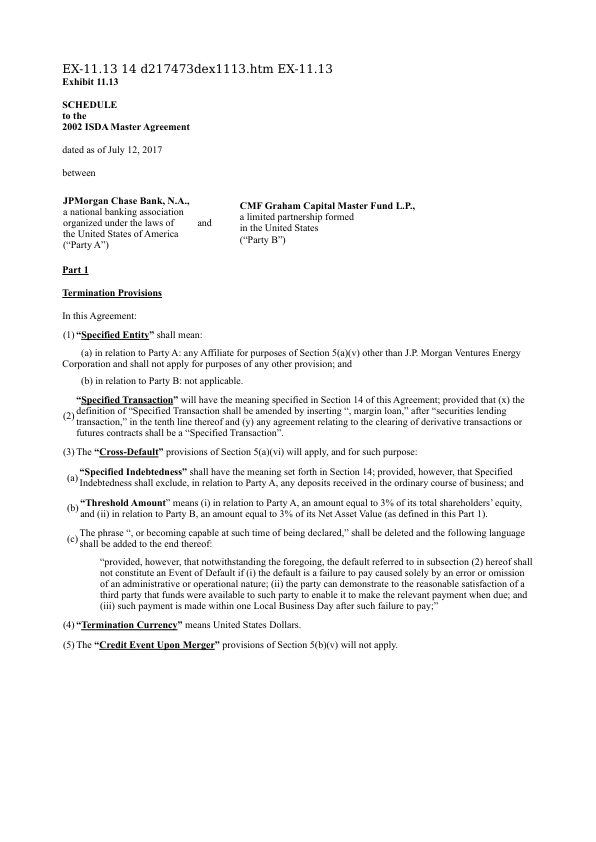 EX-11.13 14 d217473dex1113.htm EX-11.13
Exhibit 11.13
SCHEDULE
to the
2002 ISDA Master Agreement
dated as of July 12, 2017
between
JPMorgan Chase Bank, N.A.,
a national banking association
organized under the laws of
the United States of America
(“Party A”)
and
CMF Graham Capital Master Fund L.P.,
a limited partnership formed
in the United States
(“Party B”)
Part 1
Termination Provisions
In this Agreement:
(1) “Specified Entity” shall mean:
(a) in relation to Party A: any Affiliate for purposes of Section 5(a)(v) other than J.P. Morgan Ventures Energy
Corporation and shall not apply for purposes of any other provision; and
(b) in relation to Party B: not applicable.
(2) “Specified Transaction” will have the meaning specified in Section 14 of this Agreement; provided that (x) the
definition of “Specified Transaction shall be amended by inserting “, margin loan,” after “securities lending
transaction,” in the tenth line thereof and (y) any agreement relating to the clearing of derivative transactions or
futures contracts shall be a “Specified Transaction”.
(3) The “Cross-Default” provisions of Section 5(a)(vi) will apply, and for such purpose:
(a) “Specified Indebtedness” shall have the meaning set forth in Section 14; provided, however, that Specified
Indebtedness shall exclude, in relation to Party A, any deposits received in the ordinary course of business; and
(b) “Threshold Amount” means (i) in relation to Party A, an amount equal to 3% of its total shareholders’ equity,
and (ii) in relation to Party B, an amount equal to 3% of its Net Asset Value (as defined in this Part 1).
(c) The phrase “, or becoming capable at such time of being declared,” shall be deleted and the following language
shall be added to the end thereof:
“provided, however, that notwithstanding the foregoing, the default referred to in subsection (2) hereof shall
not constitute an Event of Default if (i) the default is a failure to pay caused solely by an error or omission
of an administrative or operational nature; (ii) the party can demonstrate to the reasonable satisfaction of a
third party that funds were available to such party to enable it to make the relevant payment when due; and
(iii) such payment is made within one Local Business Day after such failure to pay;”
(4) “Termination Currency” means United States Dollars.
(5) The “Credit Event Upon Merger” provisions of Section 5(b)(v) will not apply.